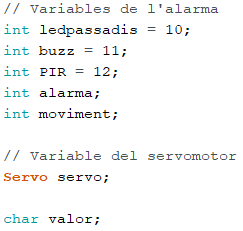 // Variables de l'alarma
int ledpassadis = 10;
int buzz = 11;
int PIR = 12;
int alarma;
int moviment;
// Variable del servomotor
Servo servo;
char valor;